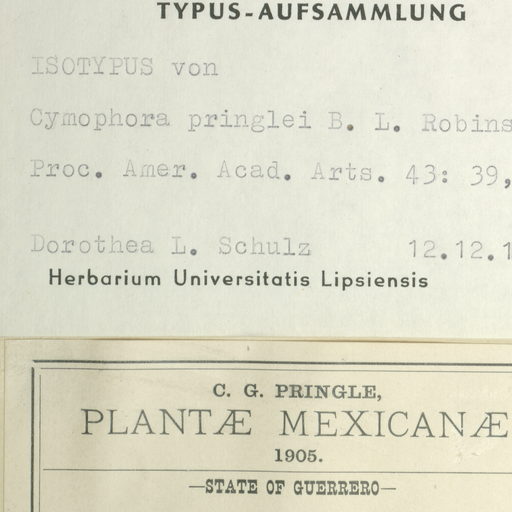 TYPUS-AUFSAMMLUNG
ISOTYPUS von
Cymophora pringlei B. L. Robins
Proc. Amer. Acad. Arts. 43: 39,
Dorothea L. Schulz 12.12.1
Herbarium Universitatis Lipsiensis
C. G. PRINGLE,
PLANTÆ MEXICANÆ
1905.
—STATE OF GUERRERO—